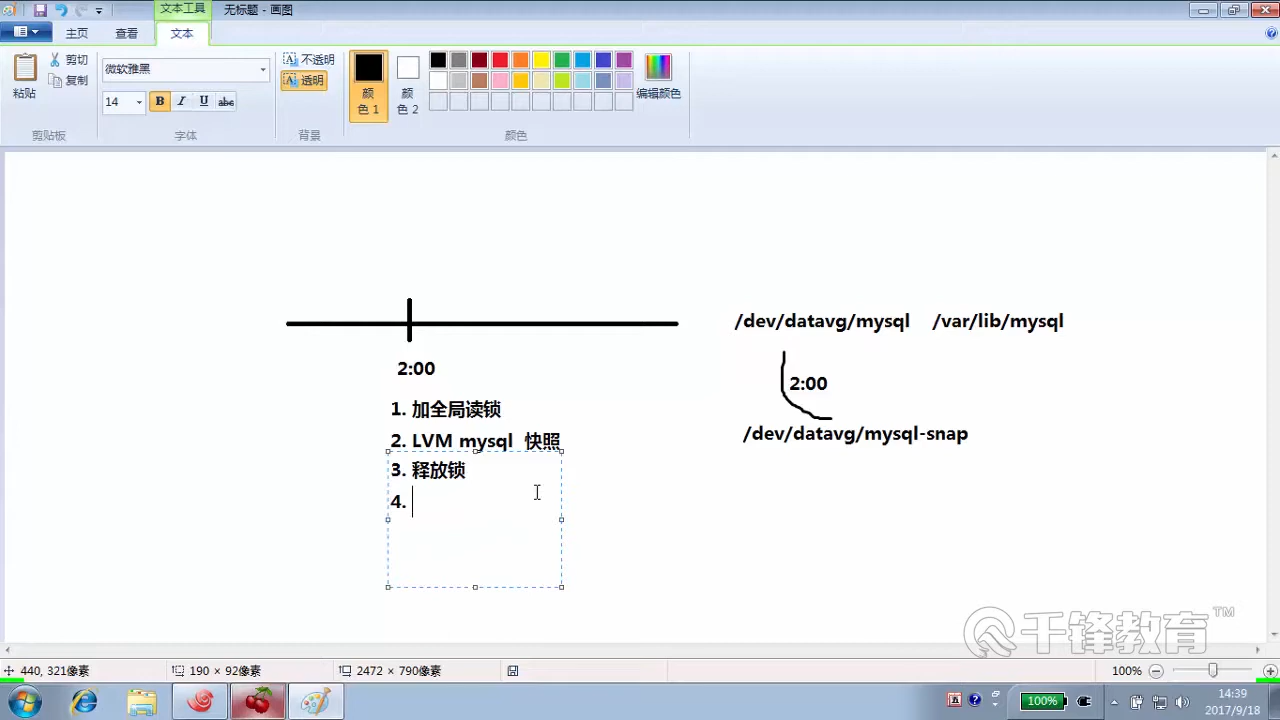 文本工具 无标题 - 画图
主页 查看 文本
粘贴 剪切 复制
剪贴板
微软雅黑
14 B I U abc
字体
不透明
透明
背景
颜色 1 颜色 2
编辑颜色
颜色
/dev/datavg/mysql /var/lib/mysql
2:00
2:00
1. 加全局读锁
2. LVM mysql 快照
/dev/datavg/mysql-snap
3. 释放锁
4.
千锋教育 TM
440, 321像素 190 × 92像素 2472 × 790像素 100%
100% 14:39
2017/9/18